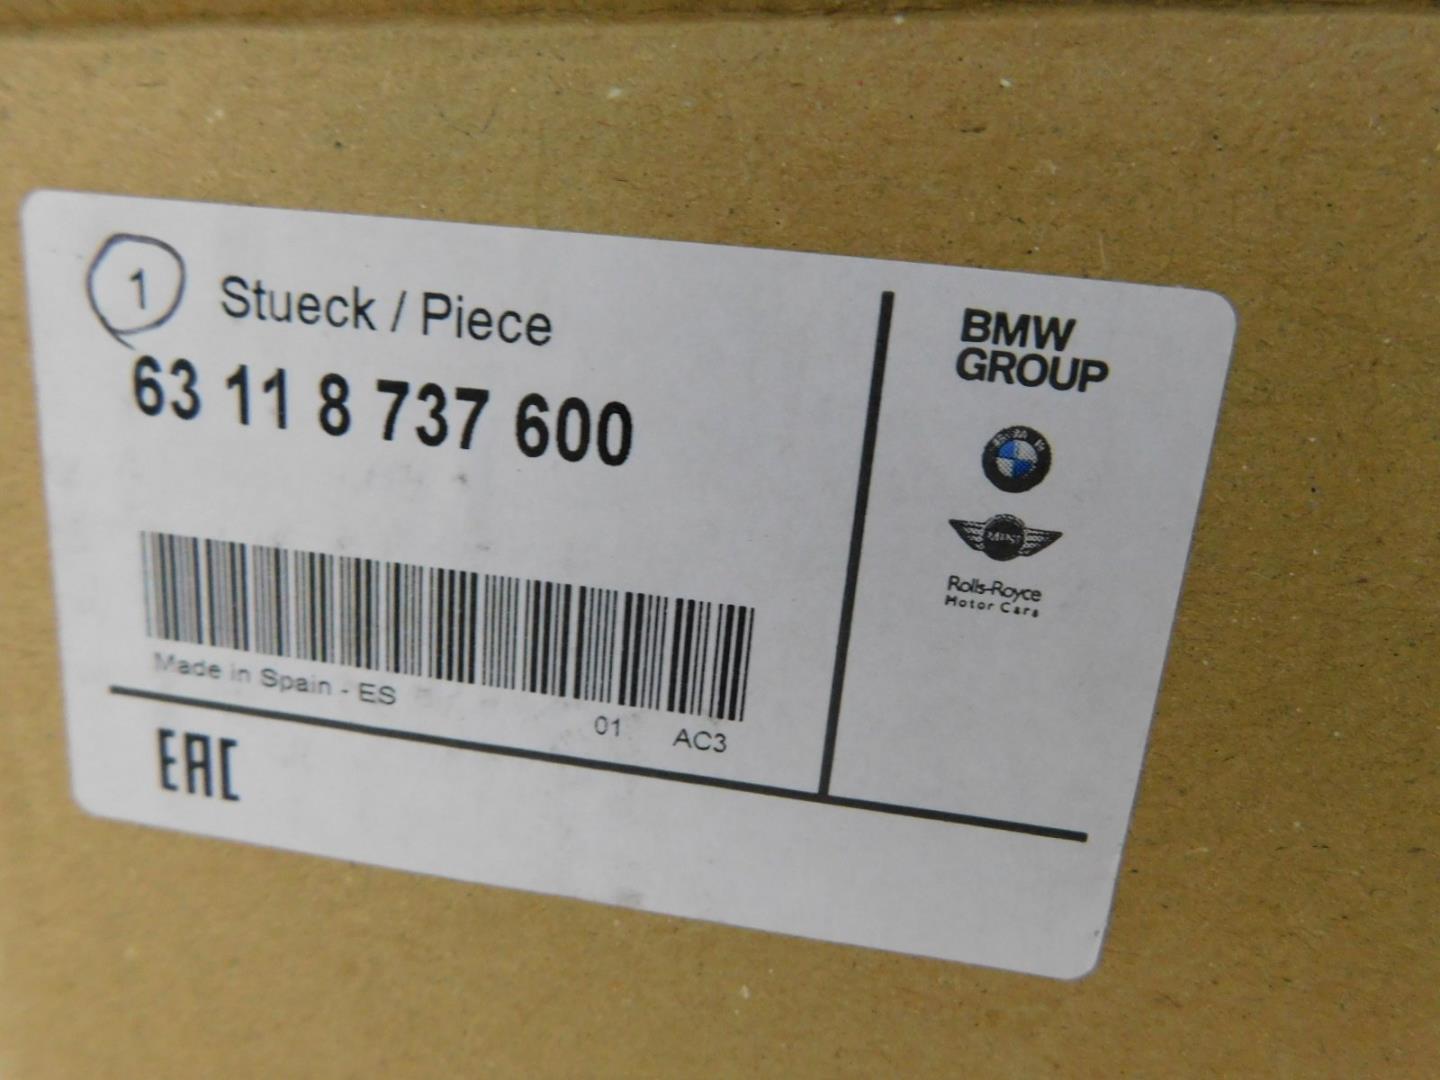 1 Stueck / Piece
63 11 8 737 600
Made in Spain - ES
01 AC3
EAC
BMW
GROUP
Rolls-Royce
Motor Cars